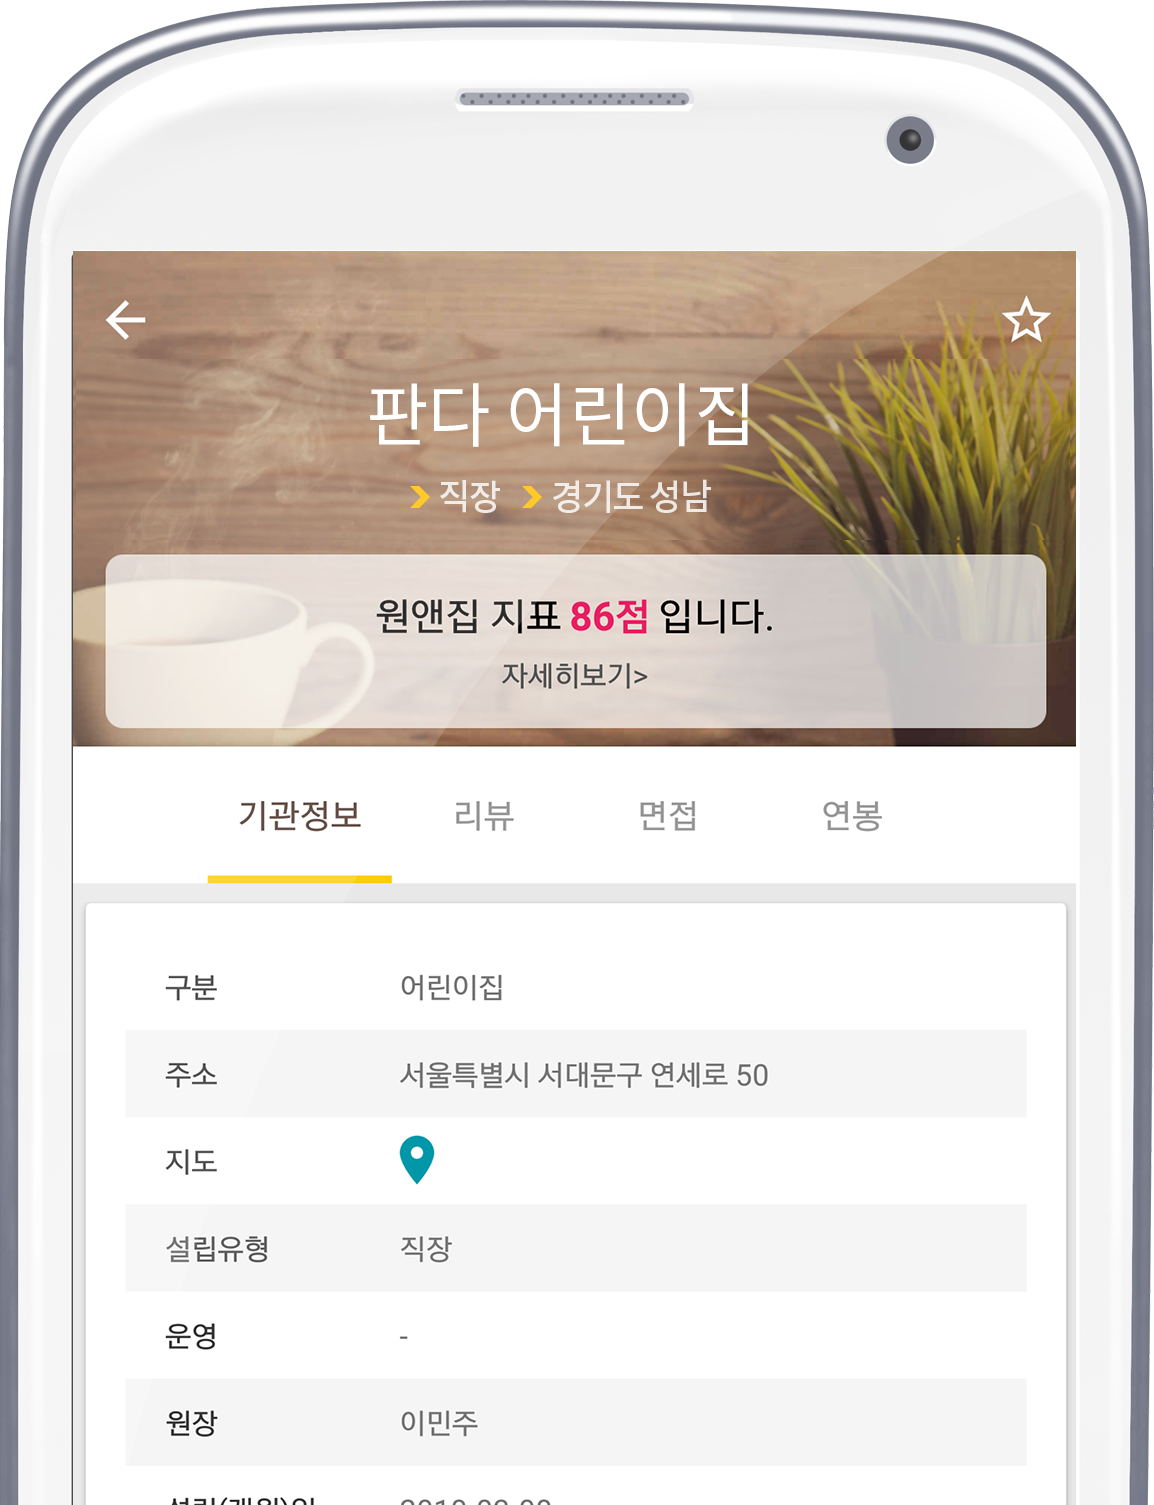 판다 어린이집
직장 경기도 성남
원앤집 지표 86점 입니다.
자세히보기>
기관정보 리뷰 면접 연봉
구분 어린이집
주소 서울특별시 서대문구 연세로 50
지도
설립유형 직장
운영 -
원장 이민주